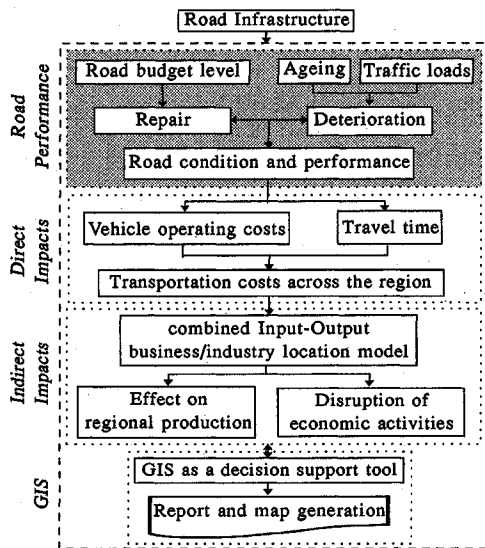 Road Infrastructure
Road Performance
Road budget level
Ageing
Traffic loads
Repair
Deterioration
Road condition and performance
Direct Impacts
Vehicle operating costs
Travel time
Transportation costs across the region
Indirect Impacts
combined Input-Output
business/industry location model
Effect on
regional production
Disruption of
economic activities
GIS
GIS as a decision support tool
Report and map generation